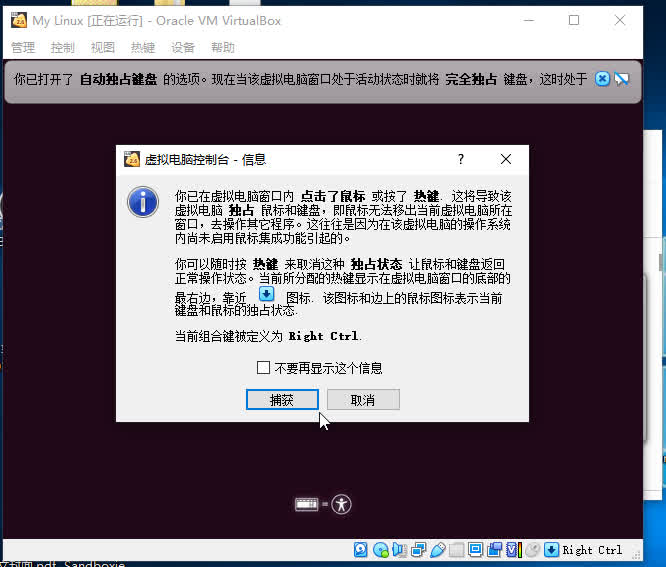 My Linux [正在运行] - Oracle VM VirtualBox
管理 控制 视图 热键 设备 帮助
你已打开了 自动独占键盘 的选项。现在当该虚拟电脑窗口处于活动状态时就将 完全独占 键盘，这时处于
虚拟电脑控制台 - 信息
你已在虚拟电脑窗口内 点击了鼠标 或按了 热键. 这将导致该
虚拟电脑 独占 鼠标和键盘，即鼠标无法移出当前虚拟电脑所在
窗口，去操作其它程序。这往往是因为在该虚拟电脑的操作系统
内尚未启用鼠标集成功能引起的。
你可以随时按 热键 来取消这种 独占状态 让鼠标和键盘返回
正常操作状态。当前所分配的热键显示在虚拟电脑窗口的底部的
最右边，靠近 图标. 该图标和边上的鼠标图标表示当前
键盘和鼠标的独占状态.
当前组合键被定义为 Right Ctrl.
不要再显示这个信息
捕获 取消
=
Right Ctrl
封面.pdf Sandboxie